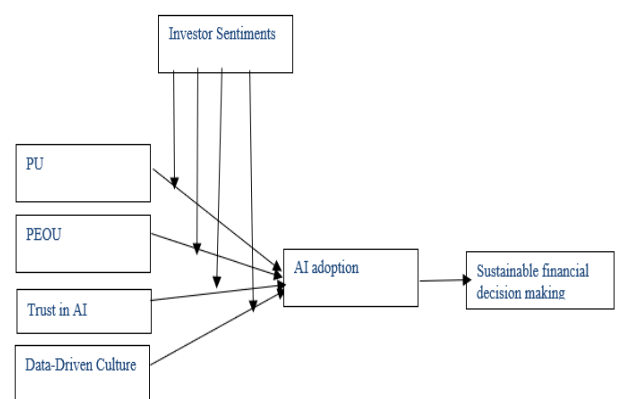 Investor Sentiments
PU
PEOU
Trust in AI
Data-Driven Culture
AI adoption
Sustainable financial
decision making